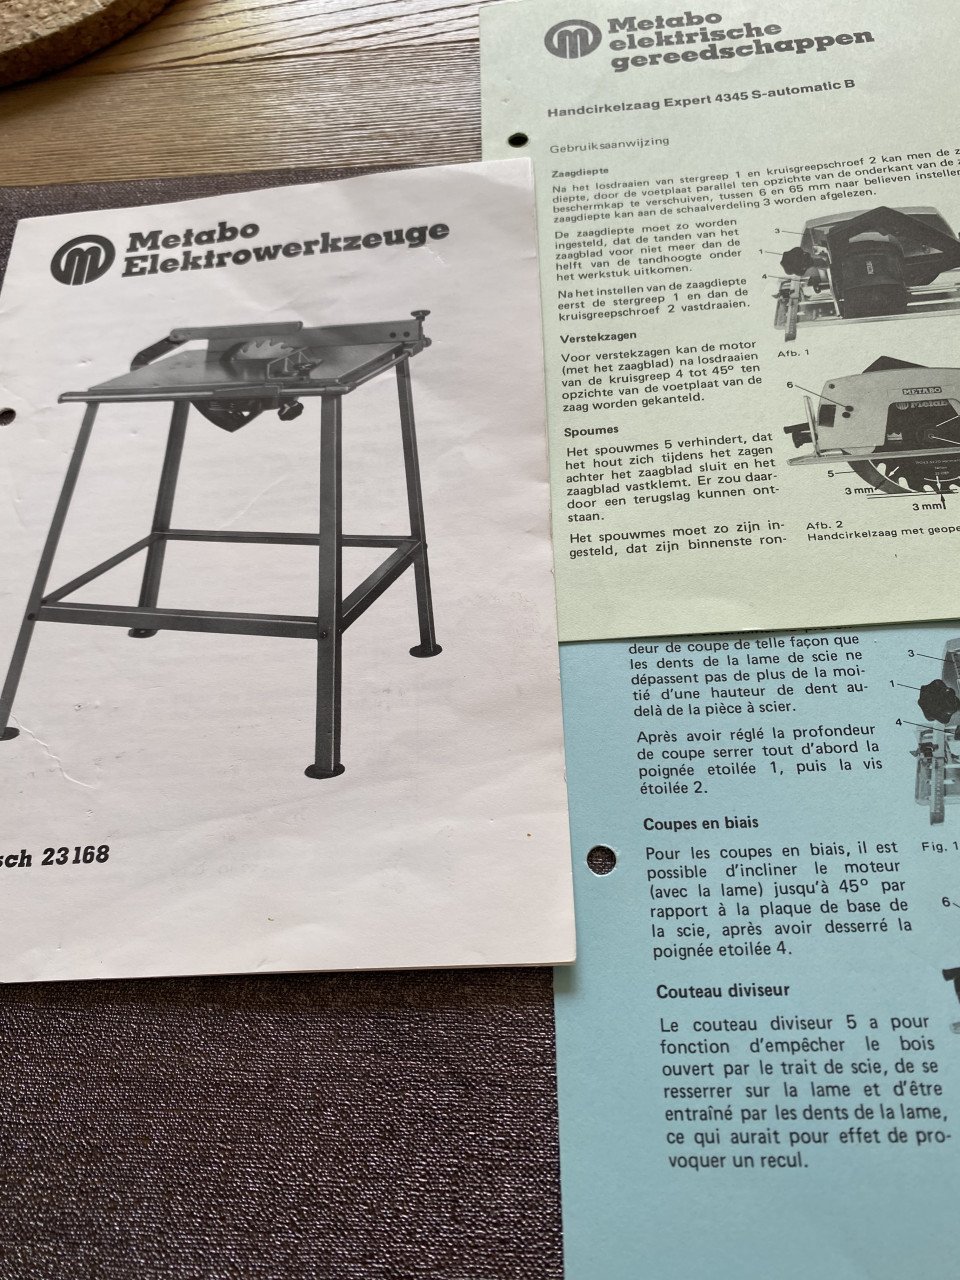 Metabo
Elektrowerkzeuge
23168
Metabo
elektrische
gereedschappen
Handcirkelzaag Expert 4345 S-automatic B
Gebruiksaanwijzing
Zaagdiepte
Na het losdraaien van stergreep 1 en kruisgreepschroef 2 kan men de
diepte, door de voetplaat parallel ten opzichte van de onderkant van de
beschermkap te verschuiven, tussen 6 en 65 mm naar believen instellen
zaagdiepte kan aan de schaalverdeling 3 worden afgelezen.
De zaagdiepte moet zo worden
ingesteld, dat de tanden van het
zaagblad voor niet meer dan de
helft van de tandhoogte onder
het werkstuk uitkomen.
Na het instellen van de zaagdiepte
eerst de stergreep 1 en dan de
kruisgreepschroef 2 vastdraaien.
3
1
4
Afb. 1
Verstekzagen
Voor verstekzagen kan de motor
(met het zaagblad) na losdraaien
van de kruisgreep 4 tot 45° ten
opzichte van de voetplaat van de
zaag worden gekanteld.
Spoumes
Het spouwmes 5 verhindert, dat
het hout zich tijdens het zagen
achter het zaagblad sluit en het
zaagblad vastklemt. Er zou daar-
door een terugslag kunnen ont-
staan.
Het spouwmes moet zo zijn in-
gesteld, dat zijn binnenste ron-
6
METABO
Metabo
5
3 mm
3 mm
Afb. 2
Handcirkelzaag met geope
deur de coupe de telle façon que
les dents de la lame de scie ne
dépassent pas de plus de la moi-
tié d'une hauteur de dent au-
delà de la pièce à scier.
Après avoir réglé la profondeur
de coupe serrer tout d'abord la
poignée etoilée 1, puis la vis
étoilée 2.
3
1
4
Fig. 1
Coupes en biais
Pour les coupes en biais, il est
possible d'incliner le moteur
(avec la lame) jusqu'à 45° par
rapport à la plaque de base de
la scie, après avoir desserré la
poignée etoilée 4.
6
Couteau diviseur
Le couteau diviseur 5 a pour
fonction d'empêcher le bois
ouvert par le trait de scie, de se
resserrer sur la lame et d'être
entraîné par les dents de la lame,
ce qui aurait pour effet de pro-
voquer un recul.